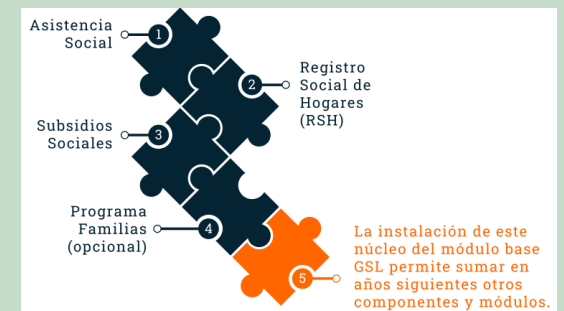 Asistencia
Social
1
2
Registro
Social de
Hogares
(RSH)
Subsidios
Sociales
3
Programa
Familias
(opcional)
4
5
La instalación de este
núcleo del módulo base
GSL permite sumar en
años siguientes otros
componentes y módulos.